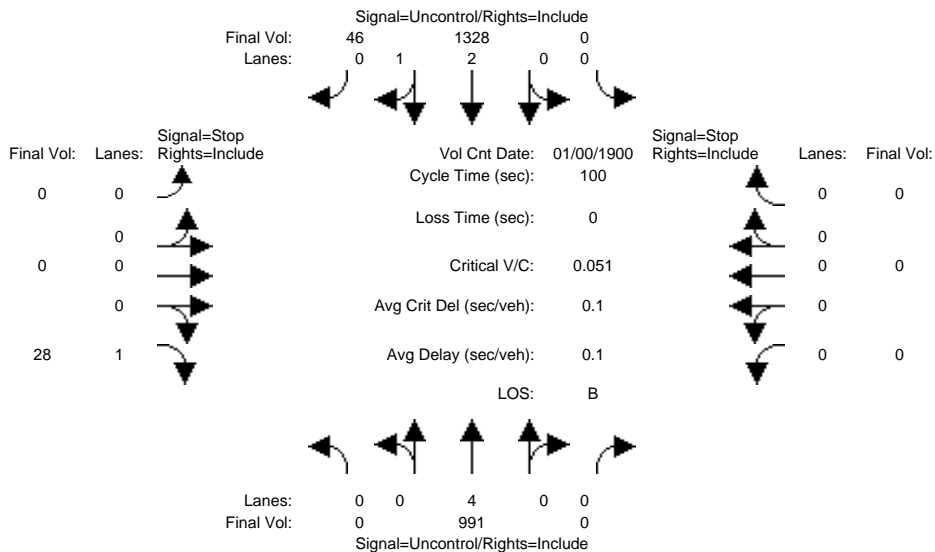 Signal=Uncontrol/Rights=Include
Final Vol: 46 1328 0
Lanes: 0 1 2 0 0
Signal=Stop Signal=Stop
Final Vol: Lanes: Rights=Include Vol Cnt Date: 01/00/1900 Rights=Include Lanes: Final Vol:
Cycle Time (sec): 100
0 0 0 0
Loss Time (sec): 0
0 0
0 0 Critical V/C: 0.051 0 0
0 Avg Crit Del (sec/veh): 0.1 0
28 1 Avg Delay (sec/veh): 0.1 0 0
LOS: B
Lanes: 0 0 4 0 0
Final Vol: 0 991 0
Signal=Uncontrol/Rights=Include